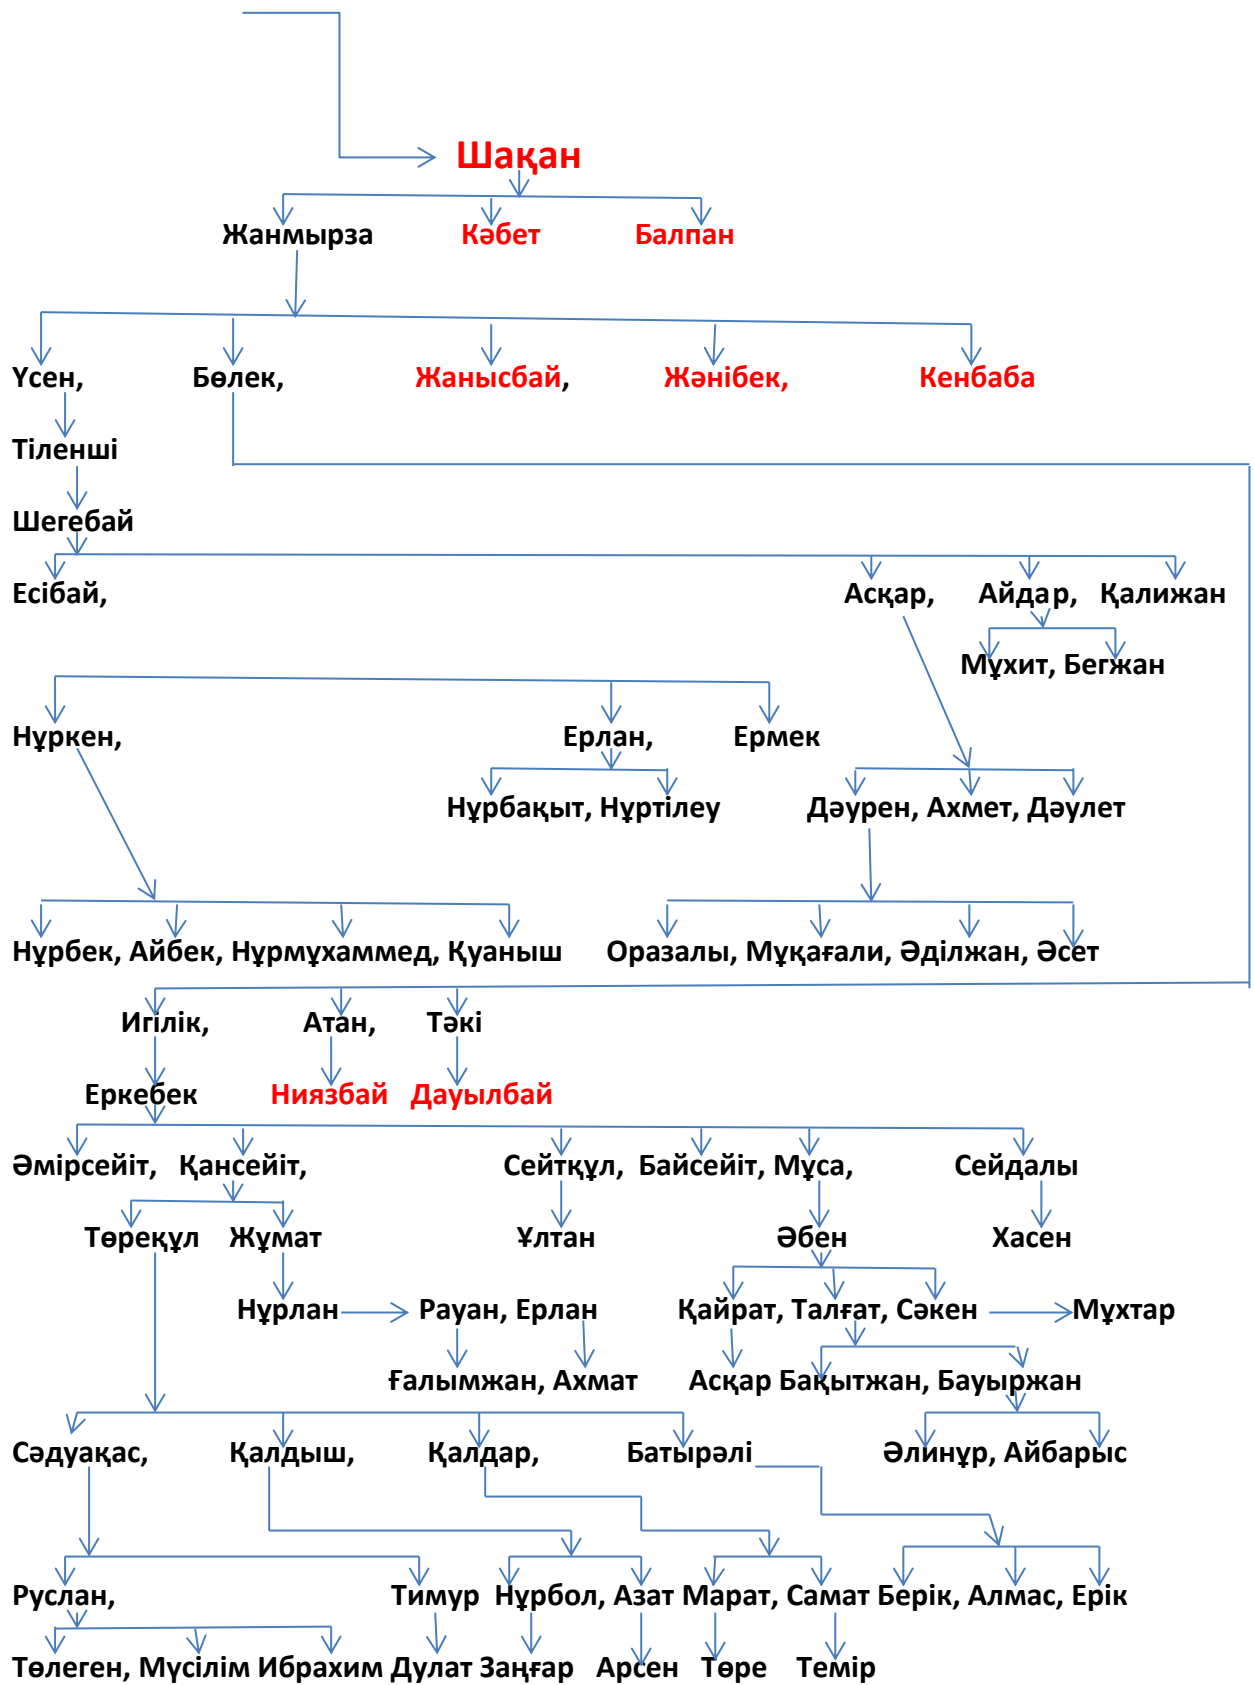 Шақан
Жанмырза Кәбет Балпан
Үсен, Бөлек, Жанысбай, Жәнібек, Кенбаба
Тіленші
Шегебай
Есібай, Асқар, Айдар, Қалижан
Мұхит, Бегжан
Нұркен, Ерлан, Ермек
Нұрбақыт, Нұртілеу Дәурен, Ахмет, Дәулет
Нұрбек, Айбек, Нұрмұхаммед, Қуаныш Оразалы, Мұқағали, Әділжан, Әсет
Игілік, Атан, Тәкі
Еркебек Ниязбай Дауылбай
Әмірсейіт, Қансейіт, Сейтқұл, Байсейіт, Мұса, Сейдалы
Төреқұл Жұмат Ұлтан Әбен Хасен
Нұрлан Рауан, Ерлан Қайрат, Талғат, Сәкен Мұхтар
Ғалымжан, Ахмат Асқар Бақытжан, Бауыржан
Сәдуақас, Қалдыш, Қалдар, Батырәлі Әлинұр, Айбарыс
Руслан, Тимур Нұрбол, Азат Марат, Самат Берік, Алмас, Ерік
Төлеген, Мүсілім Ибрахим Дулат Заңғар Арсен Төре Темір